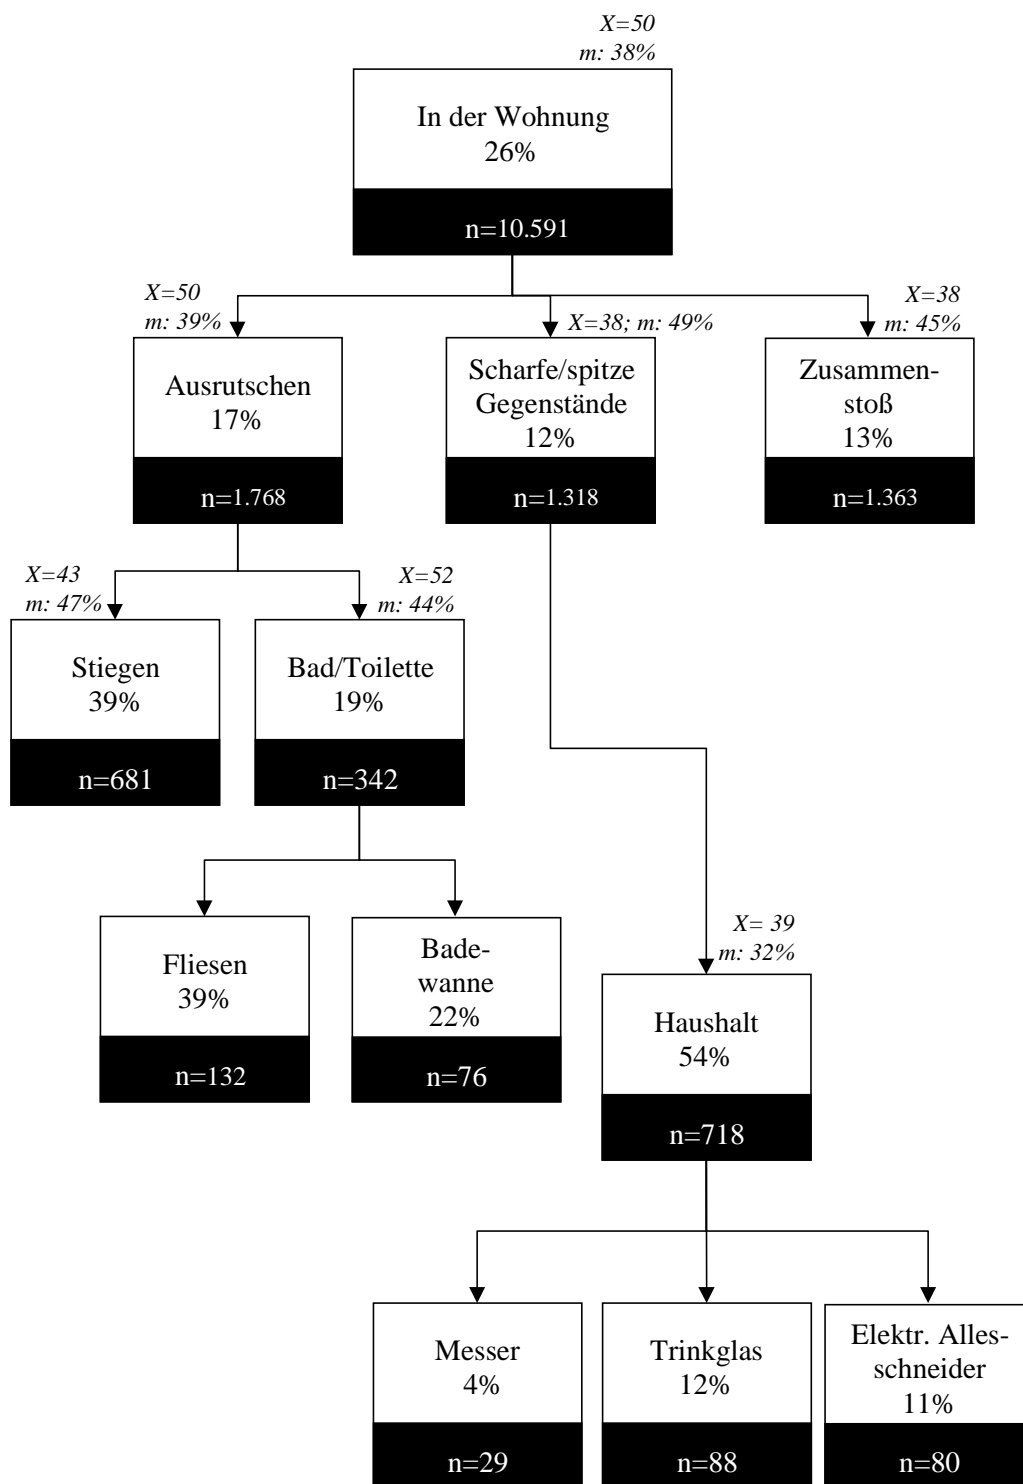 X=50
m: 38%
In der Wohnung
26%
n=10.591
X=50
m: 39%
Ausrutschen
17%
n=1.768
X=38; m: 49%
Scharfe/spitze
Gegenstände
12%
n=1.318
X=38
m: 45%
Zusammen-
stoß
13%
n=1.363
X=43
m: 47%
Stiegen
39%
n=681
X=52
m: 44%
Bad/Toilette
19%
n=342
Fliesen
39%
n=132
Bade-
wanne
22%
n=76
X= 39
m: 32%
Haushalt
54%
n=718
Messer
4%
n=29
Trinkglas
12%
n=88
Elektr. Alles-
schneider
11%
n=80